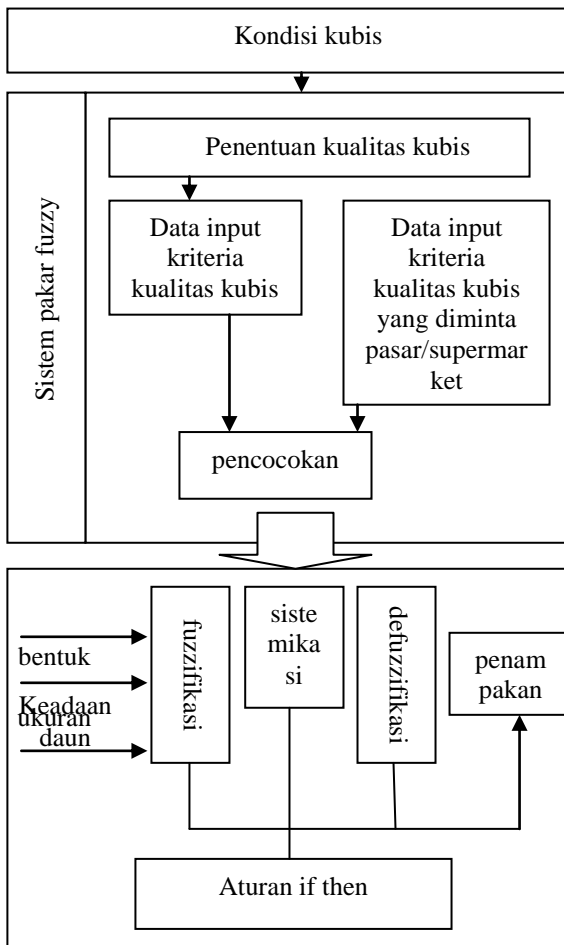 Kondisi kubis
Sistem pakar fuzzy
Penentuan kualitas kubis
Data input
kriteria
kualitas kubis
Data input
kriteria
kualitas kubis
yang diminta
pasar/supermar
ket
pencocokan
bentuk
ukuran
Keadaan
daun
fuzzifikasi
siste
mika
si
defuzzifikasi
penam
pakan
Aturan if then